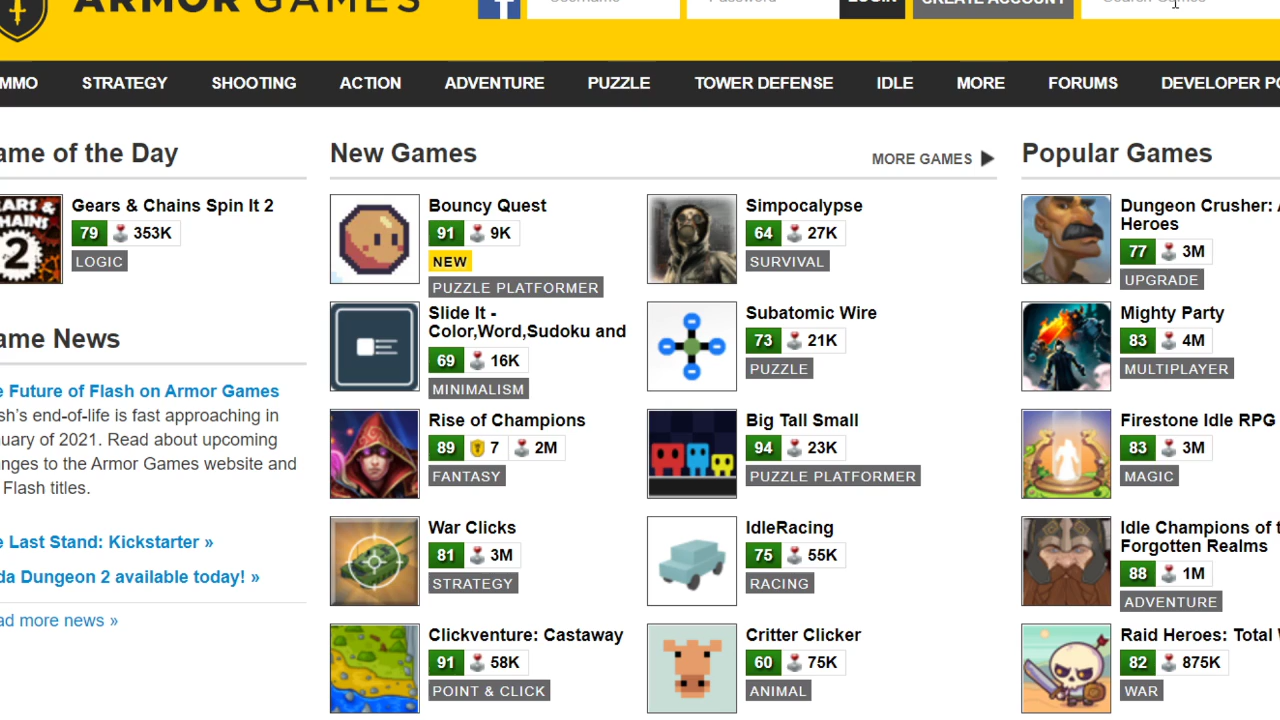 ARMOR GAMES
LOGIN
CREATE ACCOUNT
MMO STRATEGY SHOOTING ACTION ADVENTURE PUZZLE TOWER DEFENSE IDLE MORE FORUMS DEVELOPER
ame of the Day
Gears & Chains Spin It 2
79 353K
LOGIC
ame News
e Future of Flash on Armor Games
sh's end-of-life is fast approaching in
nuary of 2021. Read about upcoming
nges to the Armor Games website and
Flash titles.
e Last Stand: Kickstarter »
da Dungeon 2 available today! »
ad more news »
New Games
MORE GAMES
Bouncy Quest
91 9K
NEW
PUZZLE PLATFORMER
Simpocalypse
64 27K
SURVIVAL
Slide It -
Color,Word,Sudoku and
69 16K
MINIMALISM
Subatomic Wire
73 21K
PUZZLE
Rise of Champions
89 7 2M
FANTASY
Big Tall Small
94 23K
PUZZLE PLATFORMER
War Clicks
81 3M
STRATEGY
IdleRacing
75 55K
RACING
Clickventure: Castaway
91 58K
POINT & CLICK
Critter Clicker
60 75K
ANIMAL
Popular Games
Dungeon Crusher:
Heroes
77 3M
UPGRADE
Mighty Party
83 4M
MULTIPLAYER
Firestone Idle RPG
83 3M
MAGIC
Idle Champions of t
Forgotten Realms
88 1M
ADVENTURE
Raid Heroes: Total
82 875K
WAR